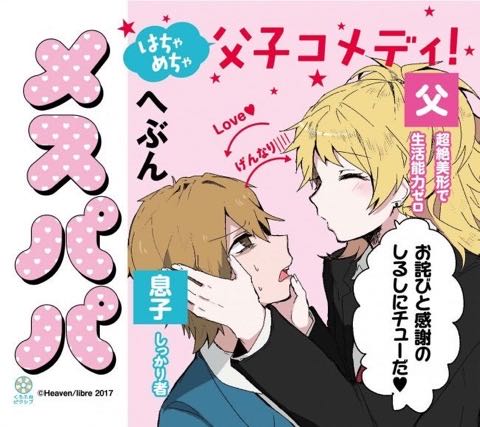 はちゃ
めちゃ
父子コメディ!
メスパパ
へぶん
Love♥
げんなり
父
超絶美形で
生活能力ゼロ
お詫びと感謝の
しるしにチューだ♥
息子
しっかり者
©Heaven/libre 2017